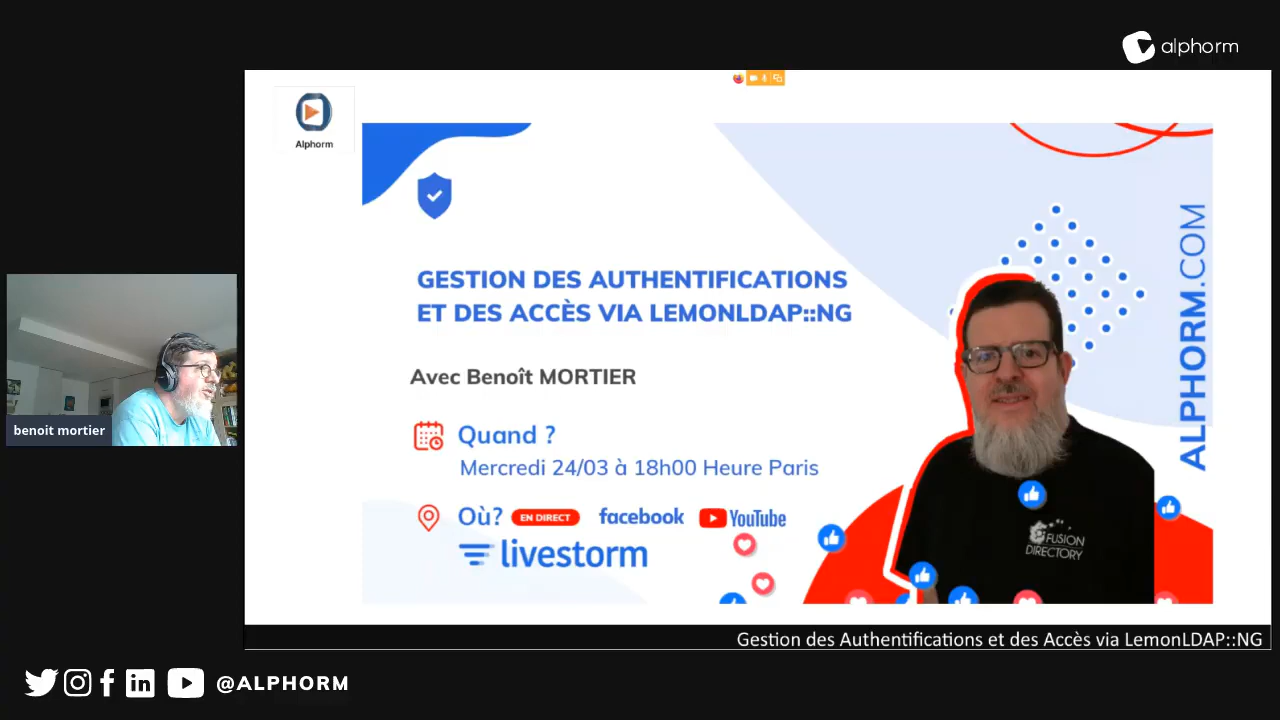 alphorm
Alphorm
GESTION DES AUTHENTIFICATIONS
ET DES ACCÈS VIA LEMONLDAP::NG
Avec Benoît MORTIER
Quand ?
Mercredi 24/03 à 18h00 Heure Paris
Où? EN DIRECT facebook YouTube
livestorm
ALPHORM.COM
FUSION
DIRECTORY
benoit mortier
Gestion des Authentifications et des Accès via LemonLDAP::NG
@ALPHORM